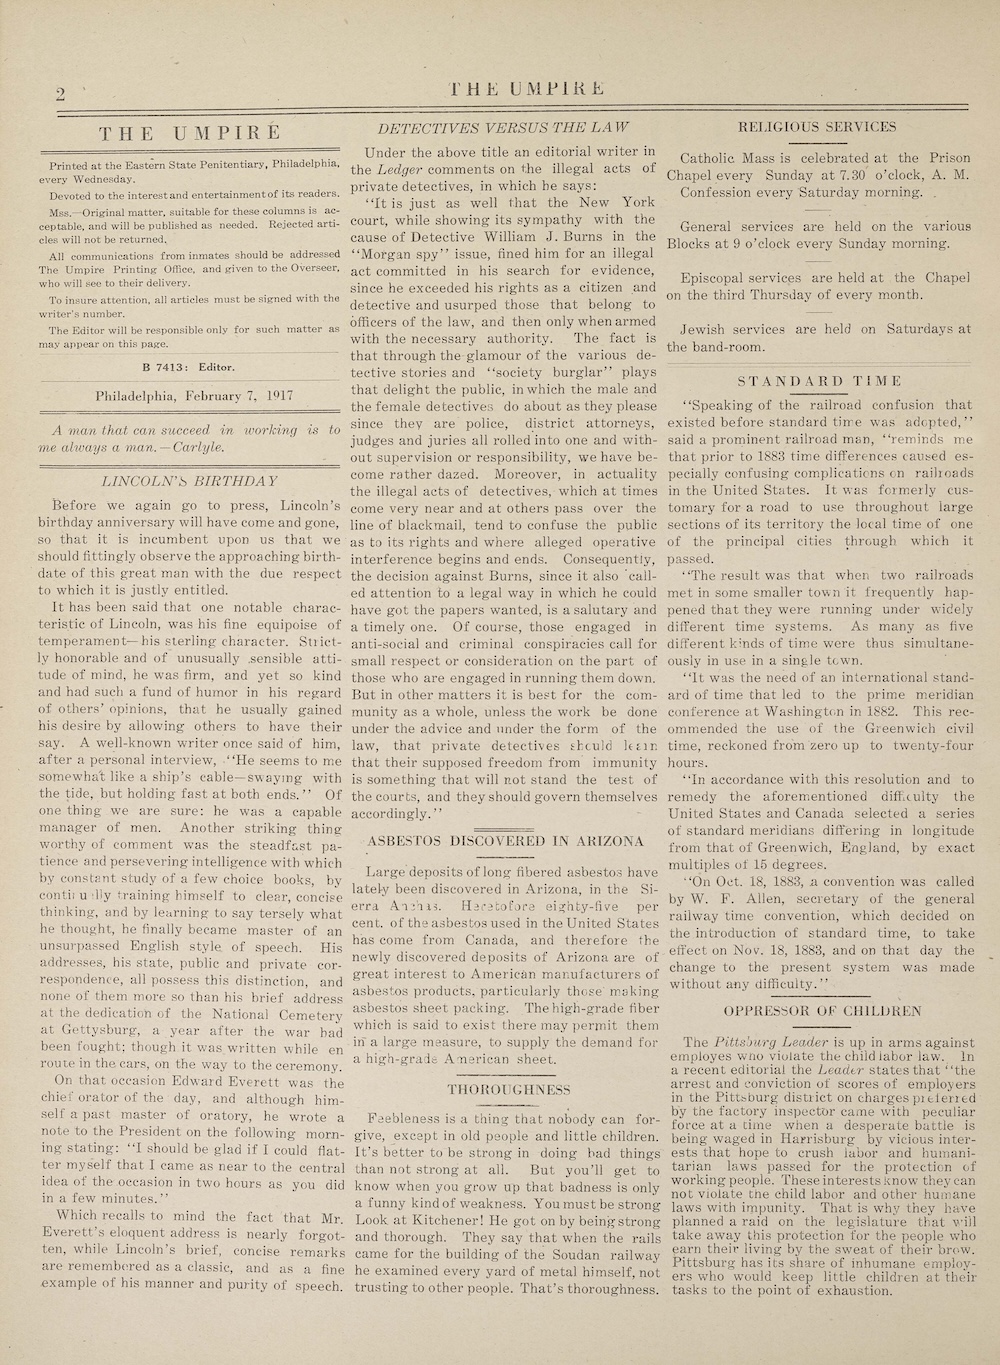 2
THE UMPIRE
THE UMPIRE
Printed at the Eastern State Penitentiary, Philadelphia,
every Wednesday.
Devoted to the interest and entertainment of its readers.
Mss.—Original matter, suitable for these columns is ac-
ceptable, and will be published as needed. Rejected arti-
cles will not be returned.
All communications from inmates should be addressed
The Umpire Printing Office, and given to the Overseer,
who will see to their delivery.
To insure attention, all articles must be signed with the
writer's number.
The Editor will be responsible only for such matter as
may appear on this page.
B 7413: Editor.
Philadelphia, February 7, 1917
A man that can succeed in working is to
me always a man.—Carlyle.
LINCOLN'S BIRTHDAY
Before we again go to press, Lincoln's
birthday anniversary will have come and gone,
so that it is incumbent upon us that we
should fittingly observe the approaching birth-
date of this great man with the due respect
to which it is justly entitled.
It has been said that one notable charac-
teristic of Lincoln, was his fine equipoise of
temperament—his sterling character. Strict-
ly honorable and of unusually sensible atti-
tude of mind, he was firm, and yet so kind
and had such a fund of humor in his regard
of others' opinions, that he usually gained
his desire by allowing others to have their
say. A well-known writer once said of him,
after a personal interview, "He seems to me
somewhat like a ship's cable—swaying with
the tide, but holding fast at both ends." Of
one thing we are sure: he was a capable
manager of men. Another striking thing
worthy of comment was the steadfast pa-
tience and persevering intelligence with which
by constant study of a few choice books, by
continually training himself to clear, concise
thinking, and by learning to say tersely what
he thought, he finally became master of an
unsurpassed English style of speech. His
addresses, his state, public and private cor-
respondence, all possess this distinction, and
none of them more so than his brief address
at the dedication of the National Cemetery
at Gettysburg, a year after the war had
been fought; though it was written while en
route in the cars, on the way to the ceremony.
On that occasion Edward Everett was the
chief orator of the day, and although him-
self a past master of oratory, he wrote a
note to the President on the following morn-
ing stating: "I should be glad if I could flat-
ter myself that I came as near to the central
idea of the occasion in two hours as you did
in a few minutes."
Which recalls to mind the fact that Mr.
Everett's eloquent address is nearly forgot-
ten, while Lincoln's brief, concise remarks
are remembered as a classic, and as a fine
example of his manner and purity of speech.
DETECTIVES VERSUS THE LAW
Under the above title an editorial writer in
the Ledger comments on the illegal acts of
private detectives, in which he says:
"It is just as well that the New York
court, while showing its sympathy with the
cause of Detective William J. Burns in the
"Morgan spy" issue, fined him for an illegal
act committed in his search for evidence,
since he exceeded his rights as a citizen and
detective and usurped those that belong to
officers of the law, and then only when armed
with the necessary authority. The fact is
that through the glamour of the various de-
tective stories and "society burglar" plays
that delight the public, in which the male and
the female detectives do about as they please
since they are police, district attorneys,
judges and juries all rolled into one and with-
out supervision or responsibility, we have be-
come rather dazed. Moreover, in actuality
the illegal acts of detectives, which at times
come very near and at others pass over the
line of blackmail, tend to confuse the public
as to its rights and where alleged operative
interference begins and ends. Consequently,
the decision against Burns, since it also call-
ed attention to a legal way in which he could
have got the papers wanted, is a salutary and
a timely one. Of course, those engaged in
anti-social and criminal conspiracies call for
small respect or consideration on the part of
those who are engaged in running them down.
But in other matters it is best for the com-
munity as a whole, unless the work be done
under the advice and under the form of the
law, that private detectives should learn
that their supposed freedom from immunity
is something that will not stand the test of
the courts, and they should govern themselves
accordingly."
ASBESTOS DISCOVERED IN ARIZONA
Large deposits of long fibered asbestos have
lately been discovered in Arizona, in the Si-
erra Anchas. Heretofore eighty-five per
cent. of the asbestos used in the United States
has come from Canada, and therefore the
newly discovered deposits of Arizona are of
great interest to American manufacturers of
asbestos products, particularly those making
asbestos sheet packing. The high-grade fiber
which is said to exist there may permit them
in a large measure, to supply the demand for
a high-grade American sheet.
THOROUGHNESS
Feebleness is a thing that nobody can for-
give, except in old people and little children.
It's better to be strong in doing bad things
than not strong at all. But you'll get to
know when you grow up that badness is only
a funny kind of weakness. You must be strong
Look at Kitchener! He got on by being strong
and thorough. They say that when the rails
came for the building of the Soudan railway
he examined every yard of metal himself, not
trusting to other people. That's thoroughness.
RELIGIOUS SERVICES
Catholic Mass is celebrated at the Prison
Chapel every Sunday at 7.30 o'clock, A. M.
Confession every Saturday morning.
General services are held on the various
Blocks at 9 o'clock every Sunday morning.
Episcopal services are held at the Chapel
on the third Thursday of every month.
Jewish services are held on Saturdays at
the band-room.
STANDARD TIME
"Speaking of the railroad confusion that
existed before standard time was adopted,"
said a prominent railroad man, "reminds me
that prior to 1883 time differences caused es-
pecially confusing complications on railroads
in the United States. It was formerly cus-
tomary for a road to use throughout large
sections of its territory the local time of one
of the principal cities through which it
passed.
"The result was that when two railroads
met in some smaller town it frequently hap-
pened that they were running under widely
different time systems. As many as five
different kinds of time were thus simultane-
ously in use in a single town.
"It was the need of an international stand-
ard of time that led to the prime meridian
conference at Washington in 1882. This rec-
ommended the use of the Greenwich civil
time, reckoned from zero up to twenty-four
hours.
"In accordance with this resolution and to
remedy the aforementioned difficulty the
United States and Canada selected a series
of standard meridians differing in longitude
from that of Greenwich, England, by exact
multiples of 15 degrees.
"On Oct. 18, 1883, a convention was called
by W. F. Allen, secretary of the general
railway time convention, which decided on
the introduction of standard time, to take
effect on Nov. 18, 1883, and on that day the
change to the present system was made
without any difficulty."
OPPRESSOR OF CHILDREN
The Pittsburg Leader is up in arms against
employes who violate the child labor law. In
a recent editorial the Leader states that "the
arrest and conviction of scores of employers
in the Pittsburg district on charges preferred
by the factory inspector came with peculiar
force at a time when a desperate battle is
being waged in Harrisburg by vicious inter-
ests that hope to crush labor and humani-
tarian laws passed for the protection of
working people. These interests know they can
not violate the child labor and other humane
laws with impunity. That is why they have
planned a raid on the legislature that will
take away this protection for the people who
earn their living by the sweat of their brow.
Pittsburg has its share of inhumane employ-
ers who would keep little children at their
tasks to the point of exhaustion.